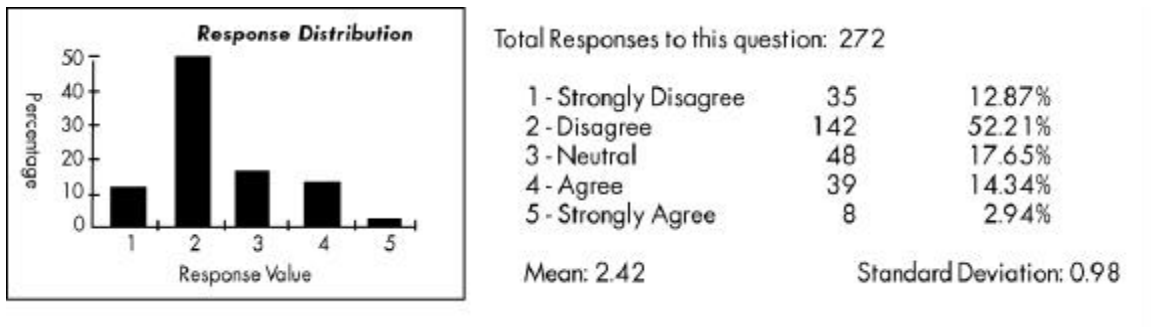 Response Distribution
Percentage
50
40
30
20
10
0
1 2 3 4 5
Response Value
Total Responses to this question: 272
1 - Strongly Disagree 35 12.87%
2 - Disagree 142 52.21%
3 - Neutral 48 17.65%
4 - Agree 39 14.34%
5 - Strongly Agree 8 2.94%
Mean: 2.42 Standard Deviation: 0.98